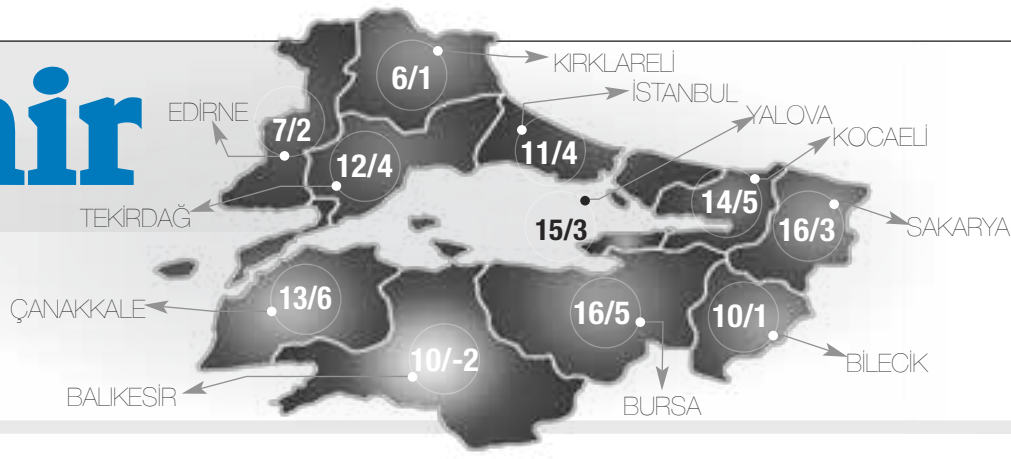 nir
KIRKLARELİ
6/1
EDİRNE
7/2
İSTANBUL
11/4
YALOVA
15/3
KOCAELİ
14/5
TEKİRDAĞ
12/4
SAKARYA
16/3
ÇANAKKALE
13/6
BALIKESİR
10/-2
BURSA
16/5
BİLECİK
10/1